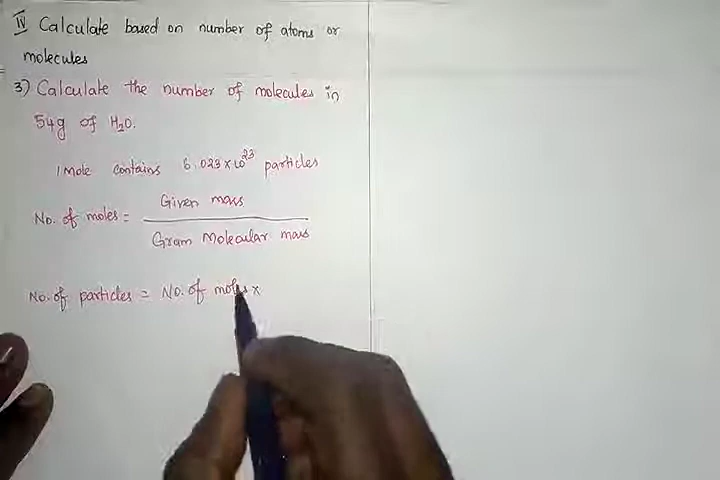 IV Calculate based on number of atoms or
molecules
3) Calculate the number of molecules in
54g of H₂O.
1 Mole contains 6.023 x 10²³ particles
No. of moles = Given mass
Gram Molecular mass
No. of particles = No. of moles x